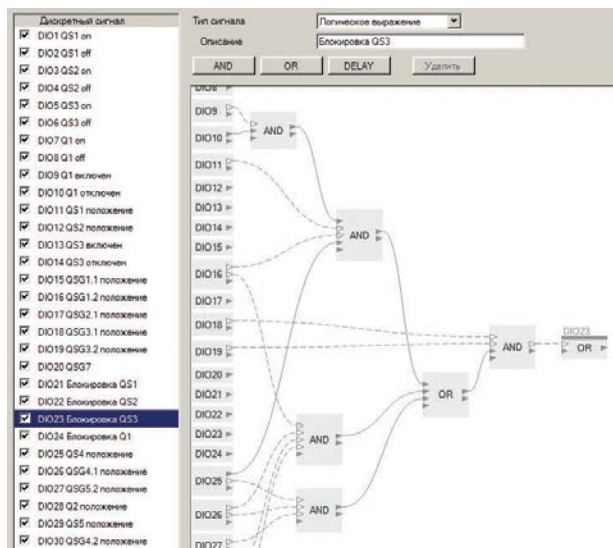 Дискретный сигнал
DIO1 QS1 on
DIO2 QS1 off
DIO3 QS2 on
DIO4 QS2 off
DIO5 QS3 on
DIO6 QS3 off
DIO7 Q1 on
DIO8 Q1 off
DIO9 Q1 включен
DIO10 Q1 отключен
DIO11 QS1 положение
DIO12 QS2 положение
DIO13 QS3 включен
DIO14 QS3 отключен
DIO15 QSG1.1 положение
DIO16 QSG1.2 положение
DIO17 QSG2.1 положение
DIO18 QSG3.1 положение
DIO19 QSG3.2 положение
DIO20 QSG7
DIO21 Блокировка QS1
DIO22 Блокировка QS2
DIO23 Блокировка QS3
DIO24 Блокировка Q1
DIO25 QS4 положение
DIO26 QSG4.1 положение
DIO27 QSG5.2 положение
DIO28 Q2 положение
DIO29 QS5 положение
DIO30 QSG4.2 положение
Тип сигнала
Логическое выражение
Описание
Блокировка QS3
AND
OR
DELAY
Удалить
DIO8
DIO9
DIO10
AND
DIO11
DIO12
DIO13
DIO14
DIO15
AND
DIO16
DIO17
DIO18
DIO19
AND
DIO23
OR
DIO20
DIO21
OR
DIO22
DIO23
AND
DIO24
DIO25
DIO26
AND
DIO27